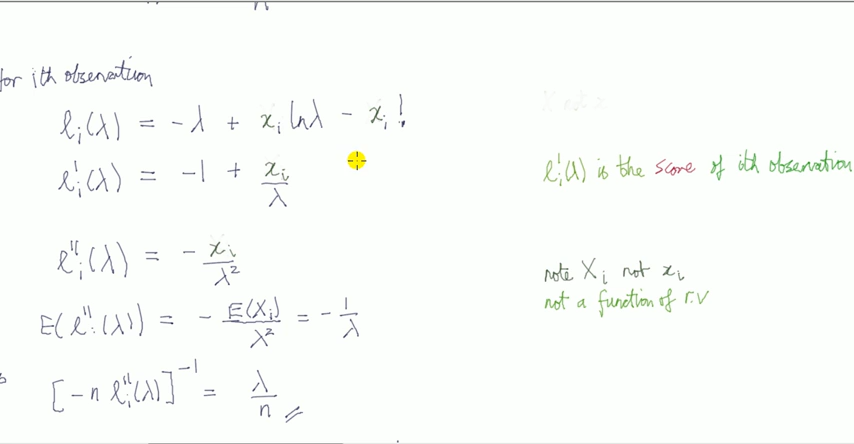 for ith observation
ℓᵢ(λ) = -λ + xᵢ lnλ - xᵢ!
ℓᵢ'(λ) = -1 + xᵢ/λ
ℓᵢ'(λ) is the score of ith observation
ℓᵢ''(λ) = - xᵢ/λ²
note Xᵢ not xᵢ
not a function of r.v
E(ℓᵢ''(λ)) = - E(Xᵢ)/λ² = - 1/λ
[-n ℓᵢ''(λ)]⁻¹ = λ/n